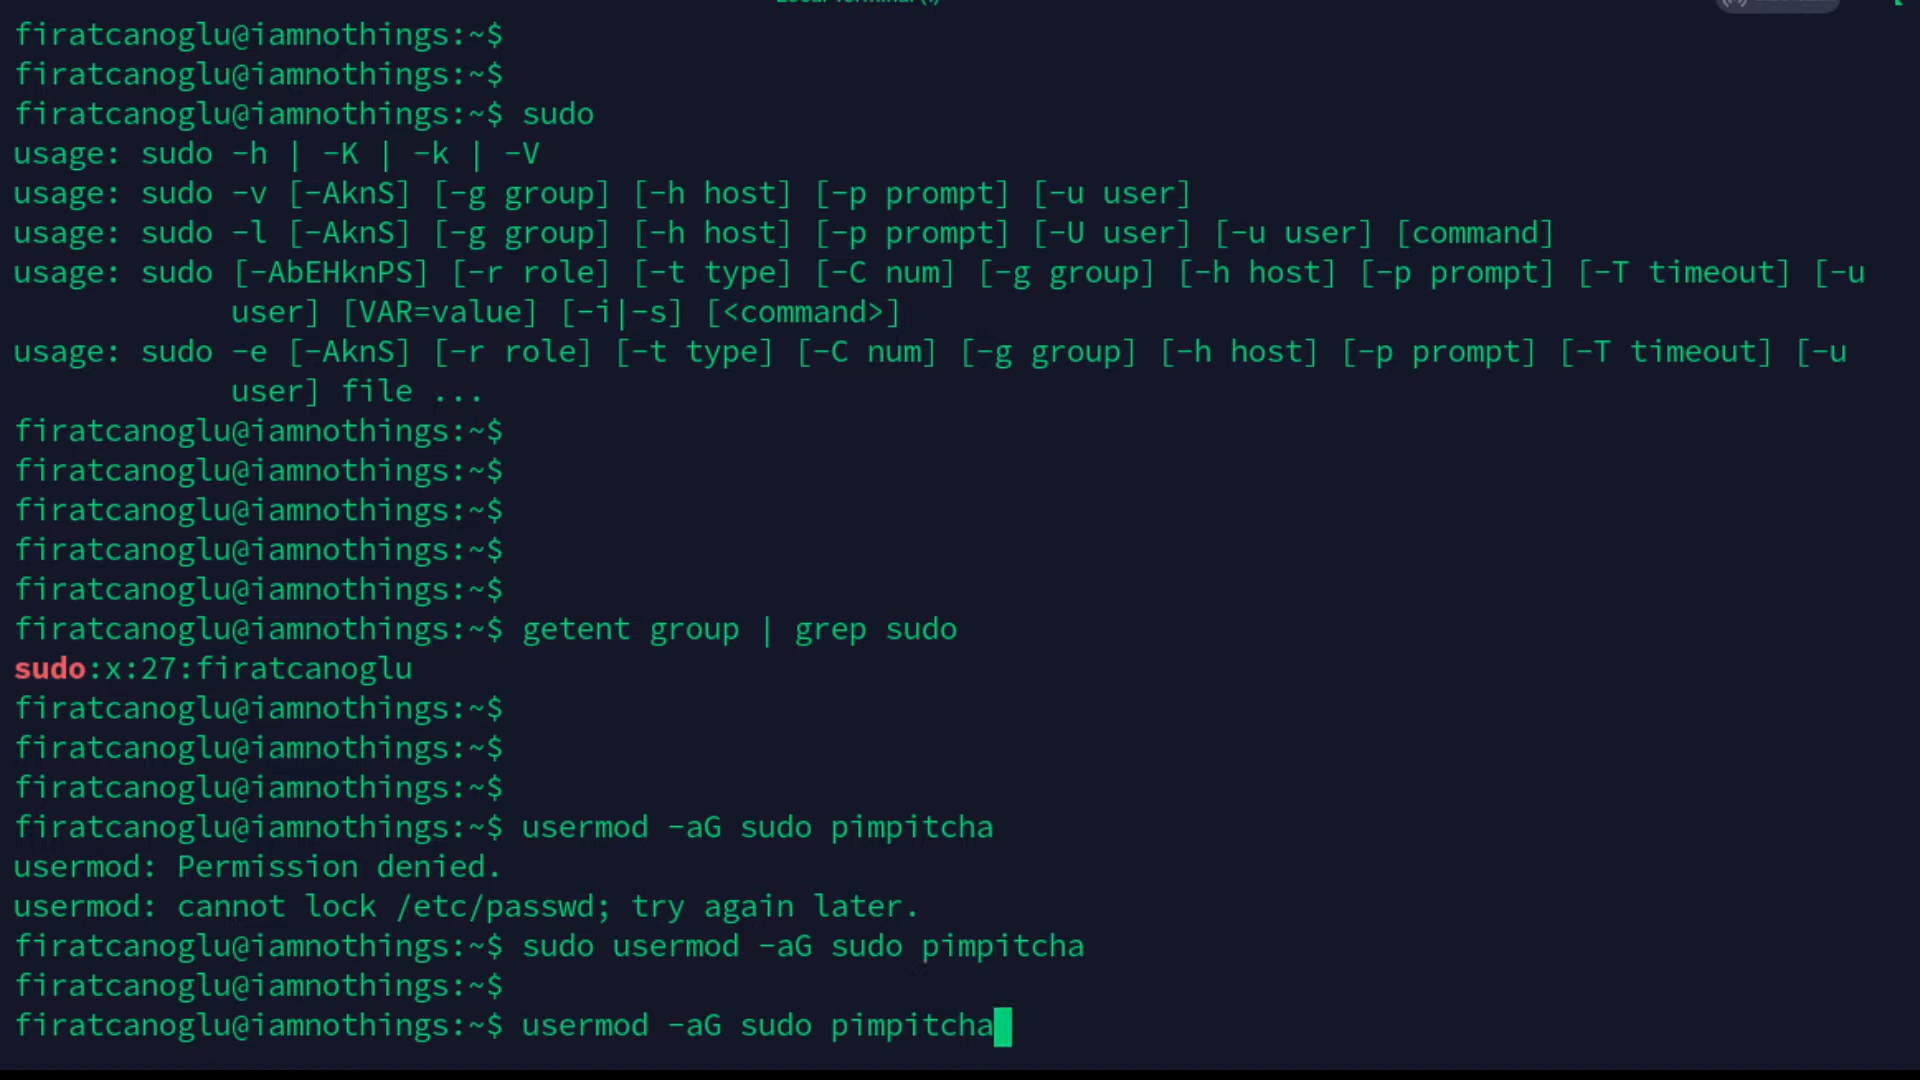 firatcanoglu@iamnothings:~$
firatcanoglu@iamnothings:~$
firatcanoglu@iamnothings:~$ sudo
usage: sudo -h | -K | -k | -V
usage: sudo -v [-AknS] [-g group] [-h host] [-p prompt] [-u user]
usage: sudo -l [-AknS] [-g group] [-h host] [-p prompt] [-U user] [-u user] [command]
usage: sudo [-AbEHknPS] [-r role] [-t type] [-C num] [-g group] [-h host] [-p prompt] [-T timeout] [-u
user] [VAR=value] [-i|-s] [<command>]
usage: sudo -e [-AknS] [-r role] [-t type] [-C num] [-g group] [-h host] [-p prompt] [-T timeout] [-u
user] file ...
firatcanoglu@iamnothings:~$
firatcanoglu@iamnothings:~$
firatcanoglu@iamnothings:~$
firatcanoglu@iamnothings:~$
firatcanoglu@iamnothings:~$
firatcanoglu@iamnothings:~$ getent group | grep sudo
sudo:x:27:firatcanoglu
firatcanoglu@iamnothings:~$
firatcanoglu@iamnothings:~$
firatcanoglu@iamnothings:~$
firatcanoglu@iamnothings:~$ usermod -aG sudo pimpitcha
usermod: Permission denied.
usermod: cannot lock /etc/passwd; try again later.
firatcanoglu@iamnothings:~$ sudo usermod -aG sudo pimpitcha
firatcanoglu@iamnothings:~$
firatcanoglu@iamnothings:~$ usermod -aG sudo pimpitcha